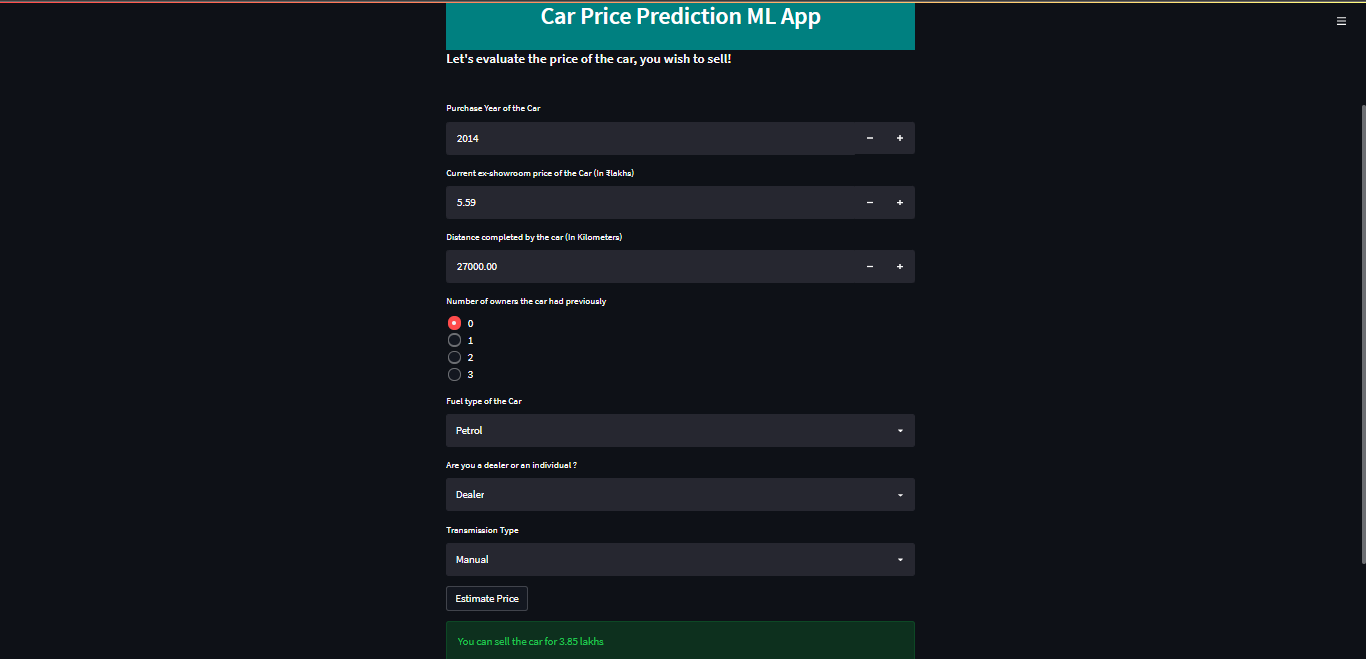 Car Price Prediction ML App
Let's evaluate the price of the car, you wish to sell!
Purchase Year of the Car
2014
Current ex-showroom price of the Car (In ₹lakhs)
5.59
Distance completed by the car (In Kilometers)
27000.00
Number of owners the car had previously
0
1
2
3
Fuel type of the Car
Petrol
Are you a dealer or an individual ?
Dealer
Transmission Type
Manual
Estimate Price
You can sell the car for 3.85 lakhs